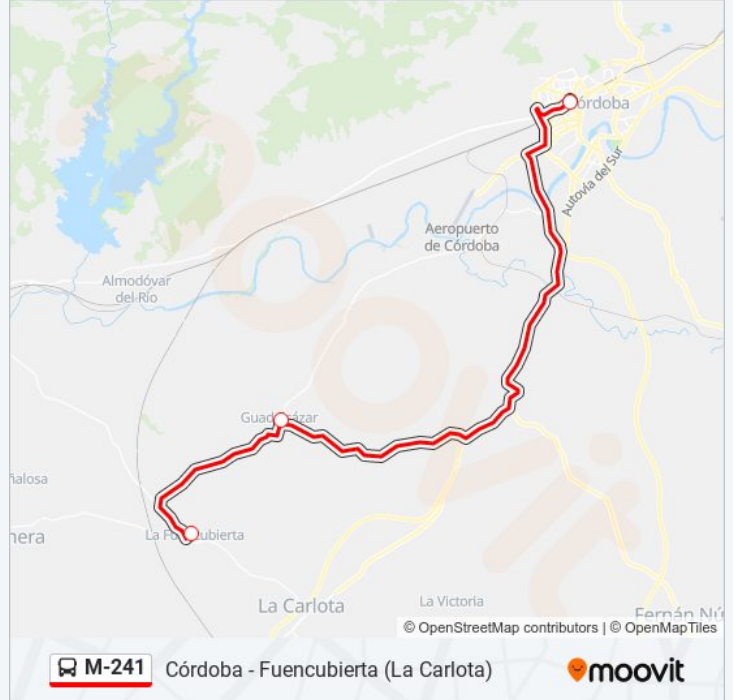 Córdoba
Autovía del Sur
Aeropuerto
de Córdoba
Almodóvar
del Río
Guadalcázar
ñalosa
nera
La Fuencubierta
La Carlota
La Victoria
Fernán Nú
© OpenStreetMap contributors | © OpenMapTiles
M-241 Córdoba - Fuencubierta (La Carlota) moovit